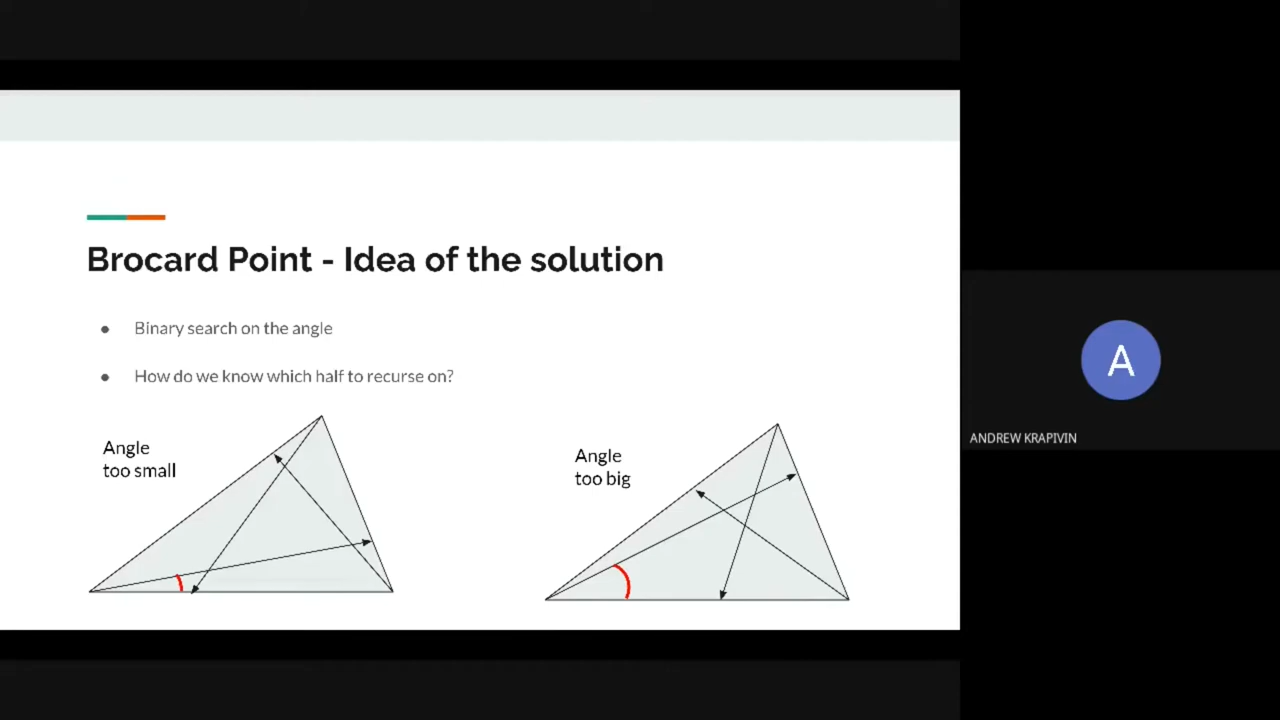 Brocard Point - Idea of the solution
● Binary search on the angle
● How do we know which half to recurse on?
Angle
too small
Angle
too big
A
ANDREW KRAPIVIN